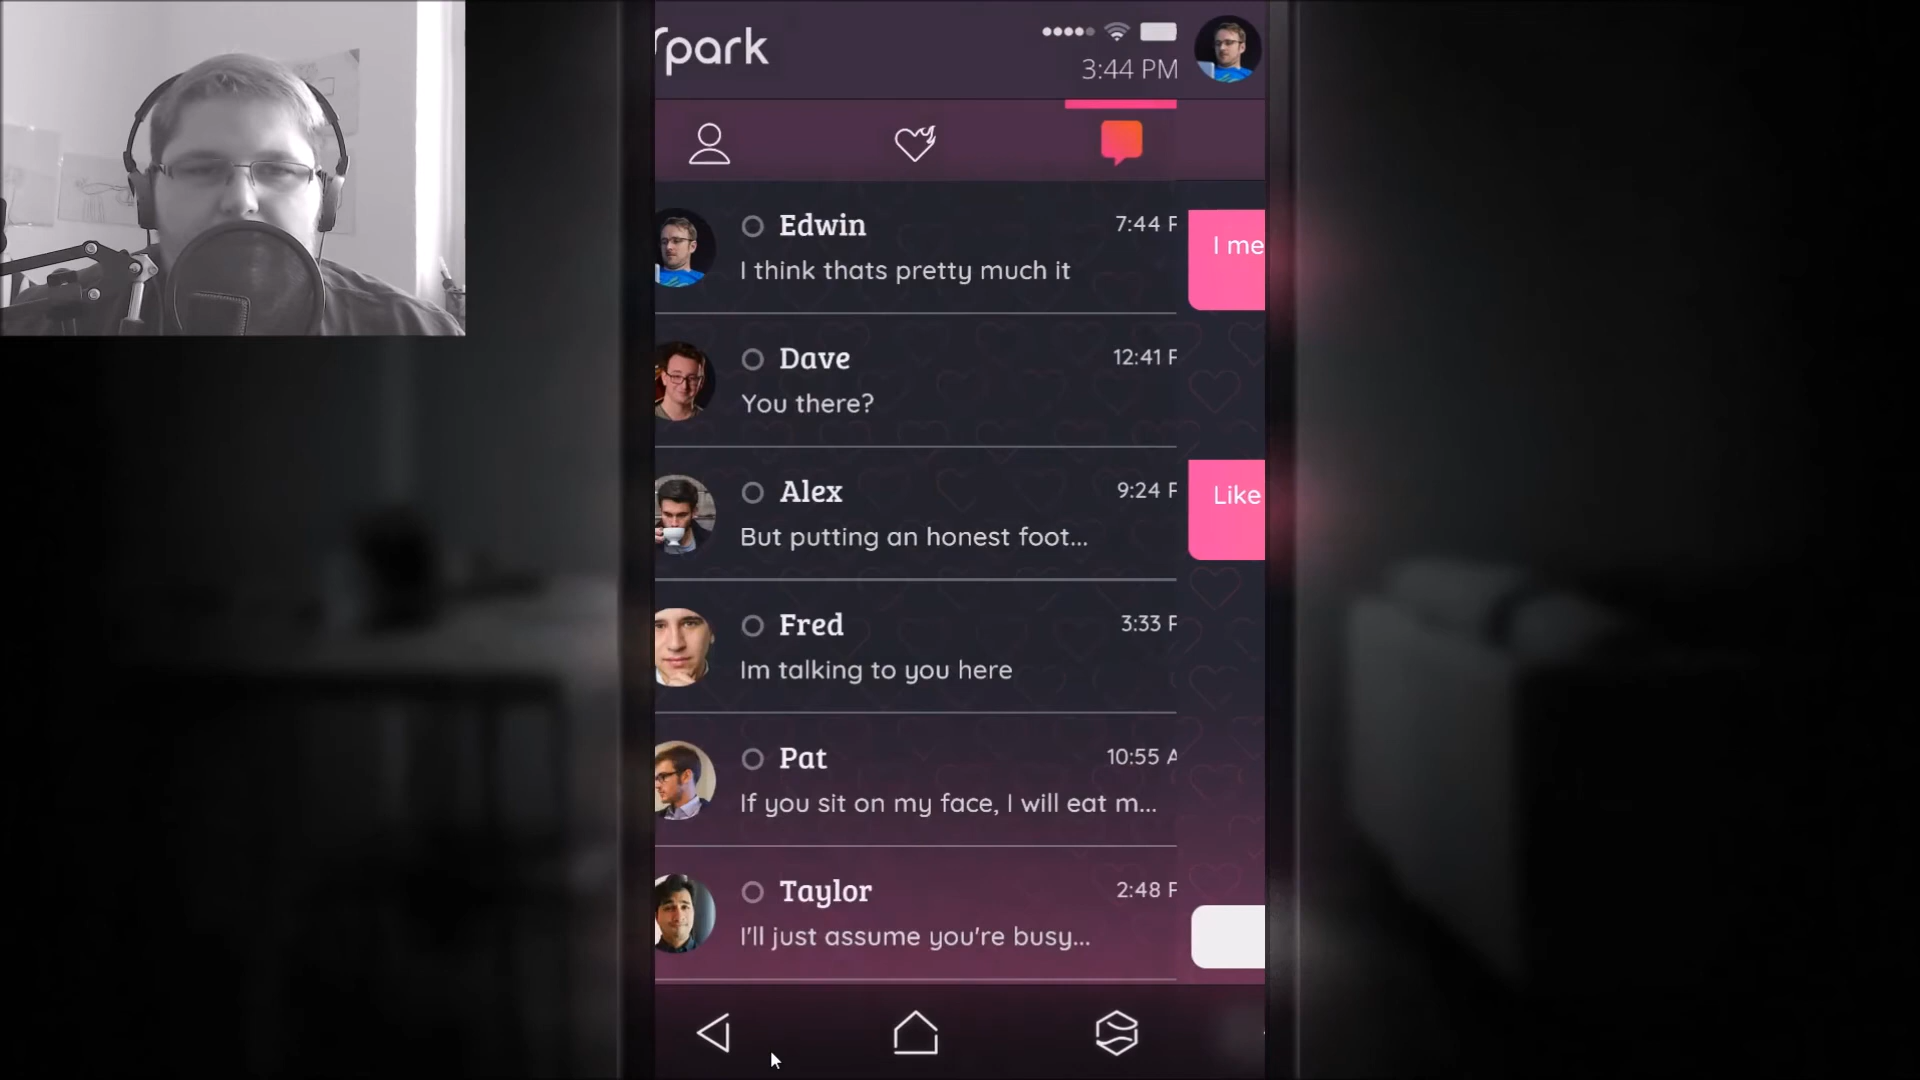 Spark
3:44 PM
Edwin
7:44 P
I think thats pretty much it
I me
Dave
12:41 P
You there?
Alex
9:24 P
Like
But putting an honest foot...
Fred
3:33 P
Im talking to you here
Pat
10:55 A
If you sit on my face, I will eat m...
Taylor
2:48 P
I'll just assume you're busy...